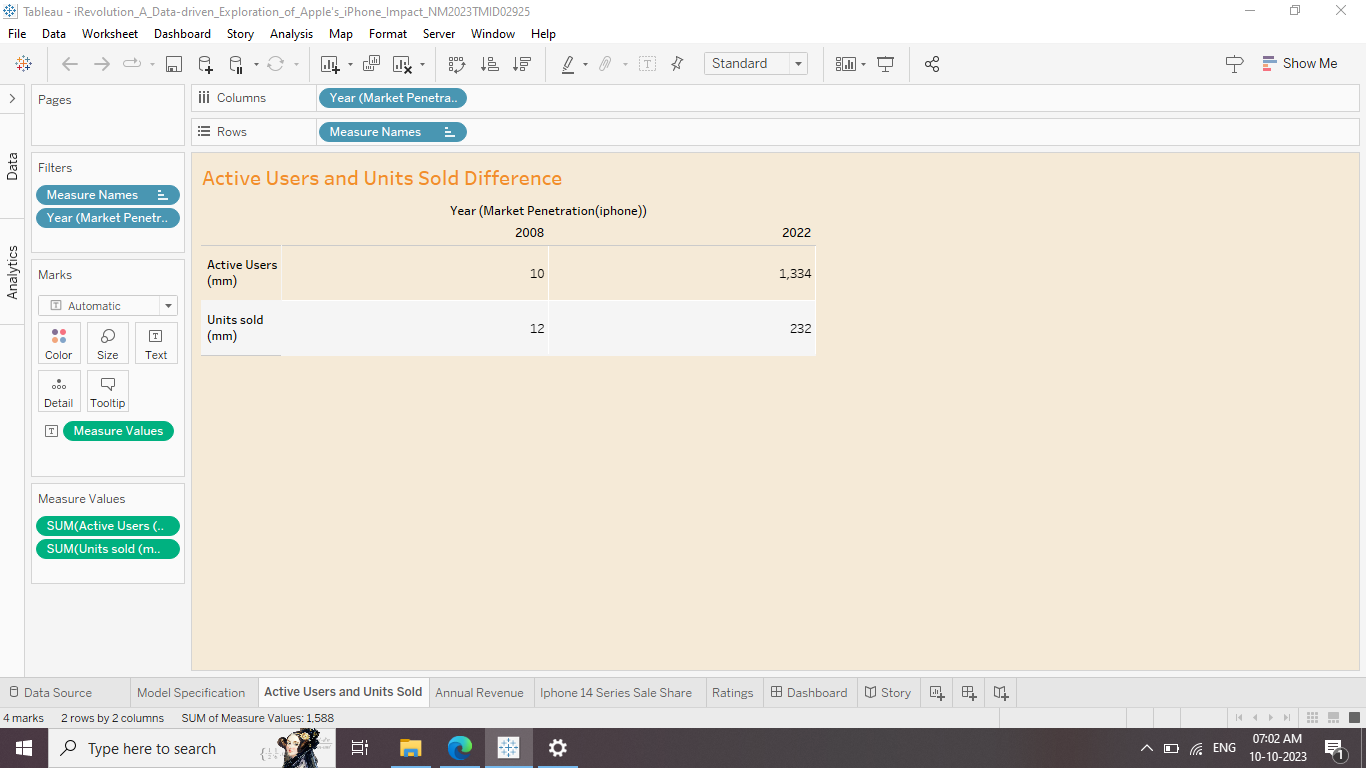 Tableau - iRevolution_A_Data-driven_Exploration_of_Apple's_iPhone_Impact_NM2023TMID02925
File Data Worksheet Dashboard Story Analysis Map Format Server Window Help
Standard
Show Me
Pages
Columns
Year (Market Penetra..
Rows
Measure Names
Data
Analytics
Filters
Measure Names
Year (Market Penetr..
Marks
Automatic
Color Size Text
Detail Tooltip
Measure Values
Measure Values
SUM(Active Users (..
SUM(Units sold (m..
Active Users and Units Sold Difference
Year (Market Penetration(iphone))
2008 2022
Active Users
(mm) 10 1,334
Units sold
(mm) 12 232
Data Source Model Specification Active Users and Units Sold Annual Revenue Iphone 14 Series Sale Share Ratings Dashboard Story
4 marks 2 rows by 2 columns SUM of Measure Values: 1,588
Type here to search
ENG
07:02 AM
10-10-2023
1